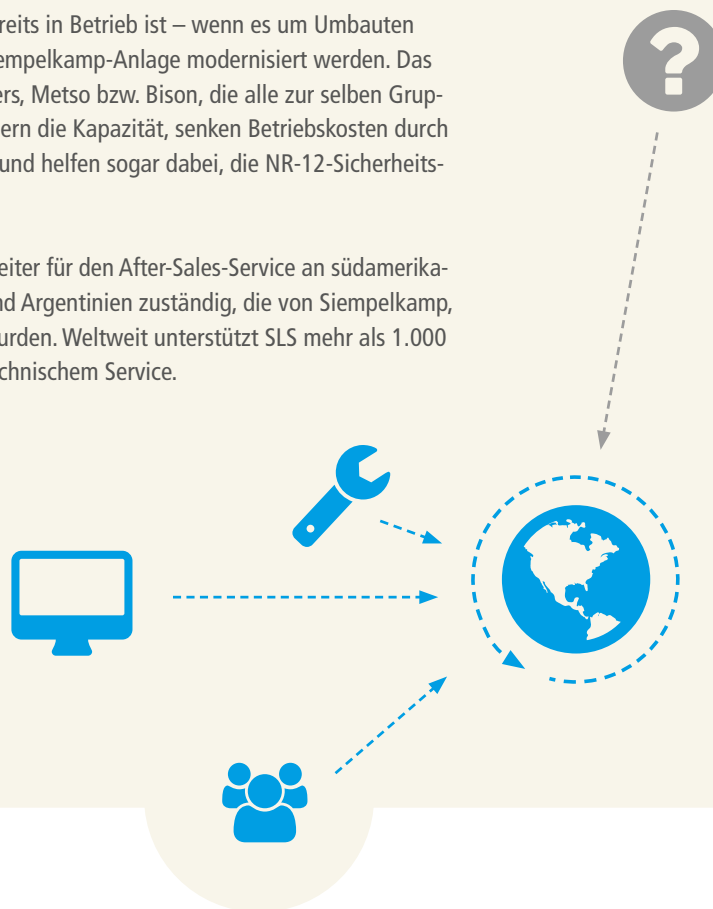 reits in Betrieb ist – wenn es um Umbauten
empelkamp-Anlage modernisiert werden. Das
ers, Metso bzw. Bison, die alle zur selben Grup-
ern die Kapazität, senken Betriebskosten durch
und helfen sogar dabei, die NR-12-Sicherheits-
eiter für den After-Sales-Service an südamerika-
nd Argentinien zuständig, die von Siempelkamp,
urden. Weltweit unterstützt SLS mehr als 1.000
chnischem Service.
?